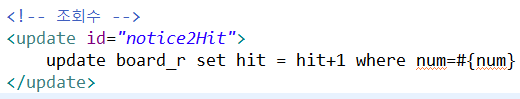 <!-- 조회수 -->
<update id="notice2Hit">
update board_r set hit = hit+1 where num=#{num}
</update>